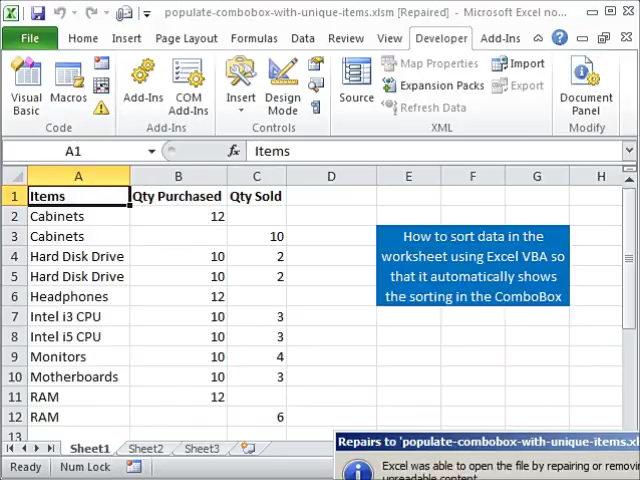 populate-combobox-with-unique-items.xlsm [Repaired] - Microsoft Excel no...
File Home Insert Page Layout Formulas Data Review View Developer Add-Ins
Visual Basic
Macros
Code
Add-Ins
COM Add-Ins
Add-Ins
Insert
Design Mode
Controls
Source
Map Properties
Expansion Packs
Refresh Data
Import
Export
XML
Document Panel
Modify
A1 fx Items
A B C D E F G H
1 Items Qty Purchased Qty Sold
2 Cabinets 12
3 Cabinets 10
4 Hard Disk Drive 10 2
5 Hard Disk Drive 10 2
6 Headphones 12
7 Intel i3 CPU 10 3
8 Intel i5 CPU 10 3
9 Monitors 10 4
10 Motherboards 10 3
11 RAM 12
12 RAM 6
13
How to sort data in the
worksheet using Excel VBA so
that it automatically shows
the sorting in the ComboBox
Sheet1 Sheet2 Sheet3
Repairs to 'populate-combobox-with-unique-items.xl
Excel was able to open the file by repairing or removin
unreadable content.
Ready Num Lock